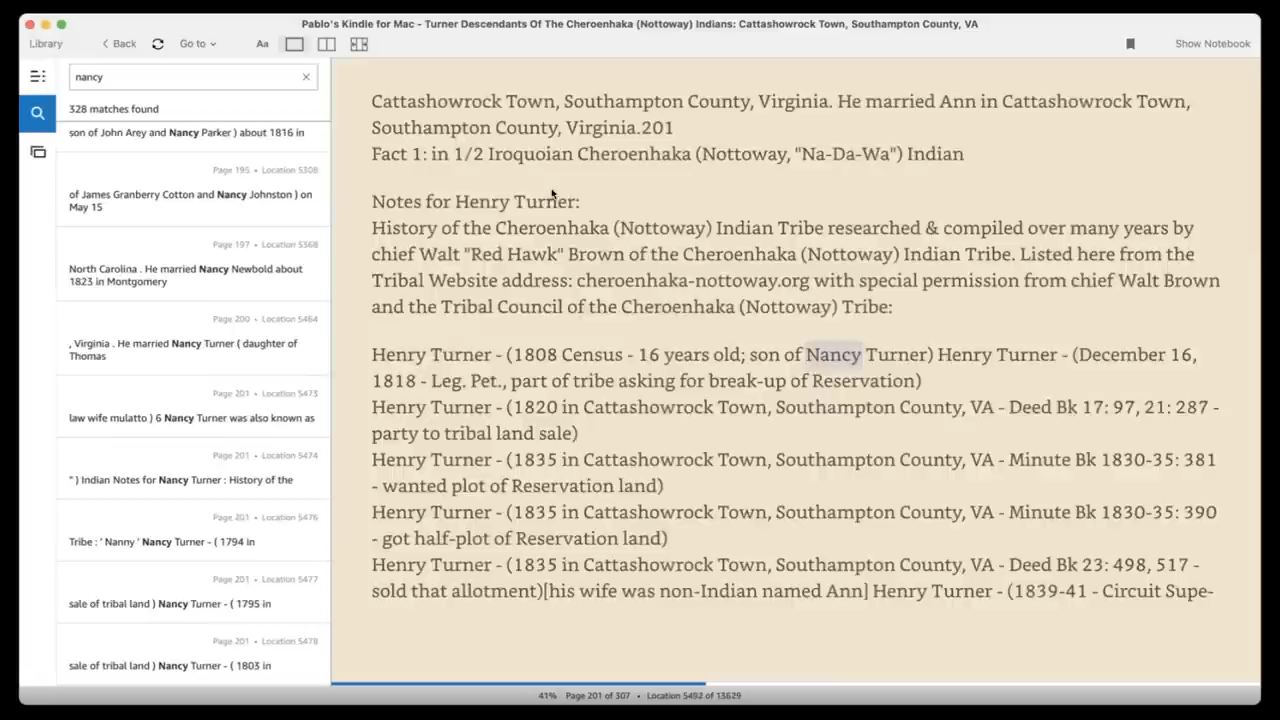 Pablo's Kindle for Mac - Turner Descendants Of The Cheroenhaka (Nottoway) Indians: Cattashowrock Town, Southampton County, VA
Library
Back
Go to
Aa
Show Notebook
nancy
328 matches found
son of John Arey and Nancy Parker ) about 1816 in
Page 195 • Location 5308
of James Granberry Cotton and Nancy Johnston ) on
May 15
Page 197 • Location 5368
North Carolina . He married Nancy Newbold about
1823 in Montgomery
Page 200 • Location 5464
, Virginia . He married Nancy Turner ( daughter of
Thomas
Page 201 • Location 5473
law wife mulatto ) 6 Nancy Turner was also known as
Page 201 • Location 5474
" ) Indian Notes for Nancy Turner : History of the
Page 201 • Location 5476
Tribe : ' Nanny ' Nancy Turner - ( 1794 in
Page 201 • Location 5477
sale of tribal land ) Nancy Turner - ( 1795 in
Page 201 • Location 5478
sale of tribal land ) Nancy Turner - ( 1803 in
Cattashowrock Town, Southampton County, Virginia. He married Ann in Cattashowrock Town,
Southampton County, Virginia.201
Fact 1: in 1/2 Iroquoian Cheroenhaka (Nottoway, "Na-Da-Wa") Indian
Notes for Henry Turner:
History of the Cheroenhaka (Nottoway) Indian Tribe researched & compiled over many years by
chief Walt "Red Hawk" Brown of the Cheroenhaka (Nottoway) Indian Tribe. Listed here from the
Tribal Website address: cheroenhaka-nottoway.org with special permission from chief Walt Brown
and the Tribal Council of the Cheroenhaka (Nottoway) Tribe:
Henry Turner - (1808 Census - 16 years old; son of Nancy Turner) Henry Turner - (December 16,
1818 - Leg. Pet., part of tribe asking for break-up of Reservation)
Henry Turner - (1820 in Cattashowrock Town, Southampton County, VA - Deed Bk 17: 97, 21: 287 -
party to tribal land sale)
Henry Turner - (1835 in Cattashowrock Town, Southampton County, VA - Minute Bk 1830-35: 381
- wanted plot of Reservation land)
Henry Turner - (1835 in Cattashowrock Town, Southampton County, VA - Minute Bk 1830-35: 390
- got half-plot of Reservation land)
Henry Turner - (1835 in Cattashowrock Town, Southampton County, VA - Deed Bk 23: 498, 517 -
sold that allotment)[his wife was non-Indian named Ann] Henry Turner - (1839-41 - Circuit Supe-
41% Page 201 of 307 • Location 5492 of 13629